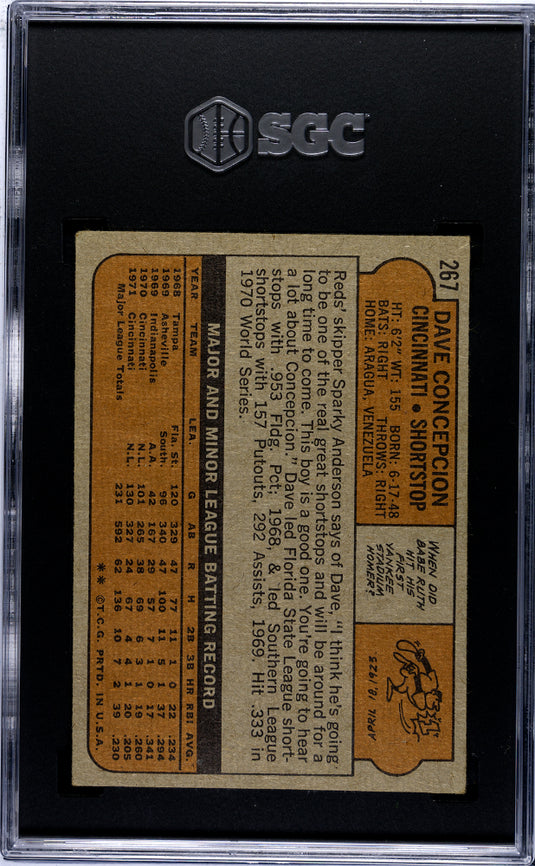 SGC
267
DAVE CONCEPCION
CINCINNATI • SHORTSTOP
HT: 6'2" WT: 155 BORN: 6-17-48
BATS: RIGHT THROWS: RIGHT
HOME: ARAGUA, VENEZUELA
WHEN DID
BABE RUTH
HIT HIS
FIRST
YANKEE
STADIUM
HOMER?
APRIL 18, 1923.
Reds' skipper Sparky Anderson says of Dave, "I think he's going
to be one of the real great shortstops and will be around for a
long time to come. This boy is a good one. You're going to hear
a lot about Concepcion." Dave led Florida State League short-
stops with .953 Fldg. Pct; 1968, & led Southern League
shortstops with 157 Putouts, 292 Assists, 1969. Hit .333 in
1970 World Series.
MAJOR AND MINOR LEAGUE BATTING RECORD
YEAR TEAM LEA. G AB R H 2B 3B HR RBI AVG.
1968 Tampa Fla. St. 120 329 47 77 11 1 0 22 .234
1969 Asheville South. 96 340 47 100 11 5 1 37 .294
1969 Indianapolis A.A. 42 167 29 57 7 1 0 17 .341
1970 Cincinnati N.L. 101 265 38 69 6 3 1 19 .260
1971 Cincinnati N.L. 130 327 24 67 4 4 1 20 .205
Major League Totals 231 592 62 136 10 7 2 39 .230
** ©T.C.G. PRTD. IN U.S.A.